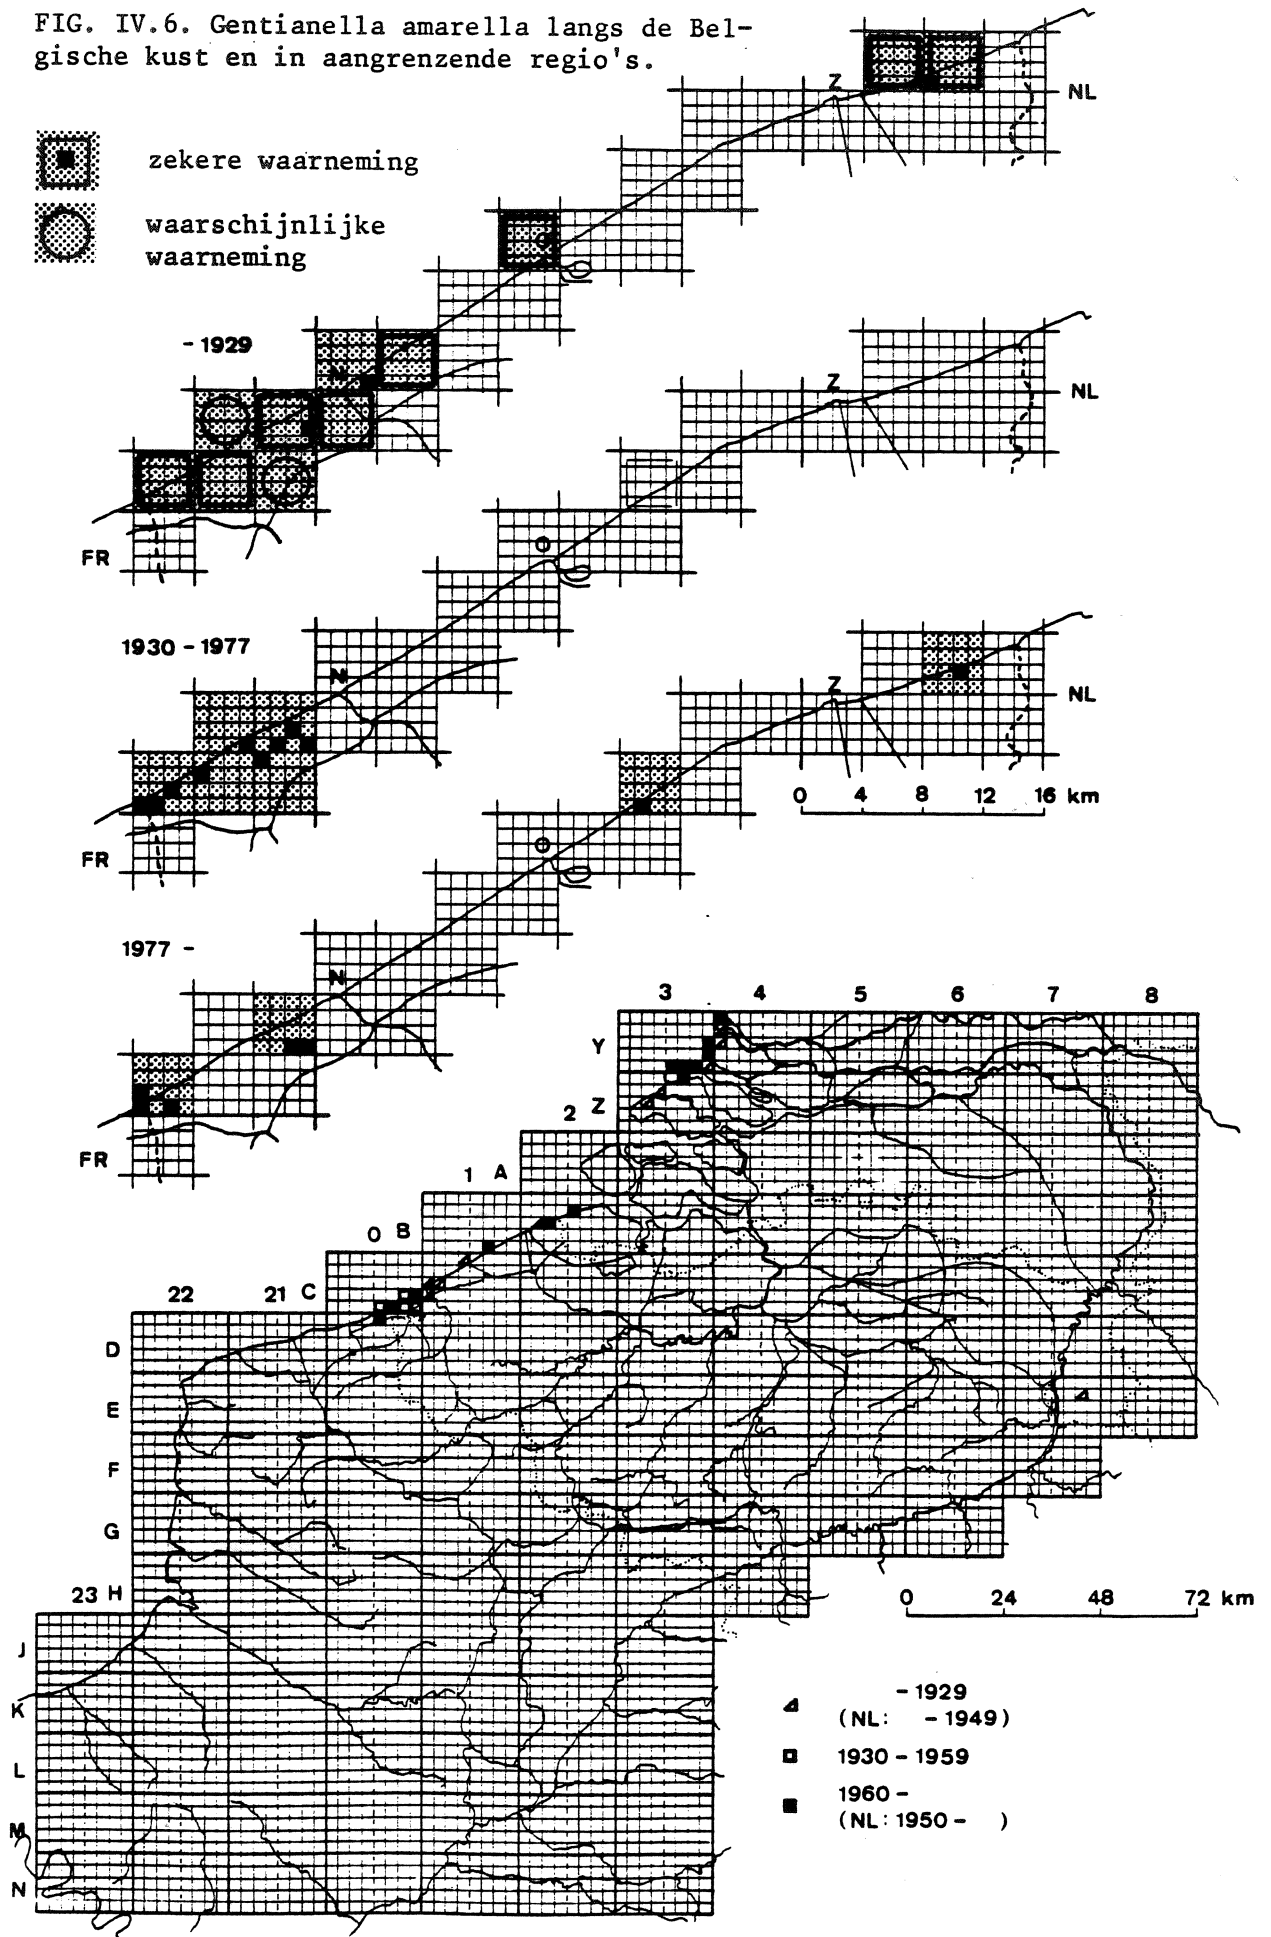 FIG. IV.6. Gentianella amarella langs de Bel-
gische kust en in aangrenzende regio's.
zekere waarneming
waarschijnlijke
waarneming
- 1929
Z
NL
N
FR
1930 - 1977
Z
NL
N
FR
1977 -
Z
NL
0 4 8 12 16 km
N
FR
3 4 5 6 7 8
Y
2 Z
1 A
0 B
22 21 C
D
E
F
G
23 H
J
K
L
M
N
0 24 48 72 km
- 1929
(NL: - 1949)
1930 - 1959
1960 -
(NL: 1950 - )